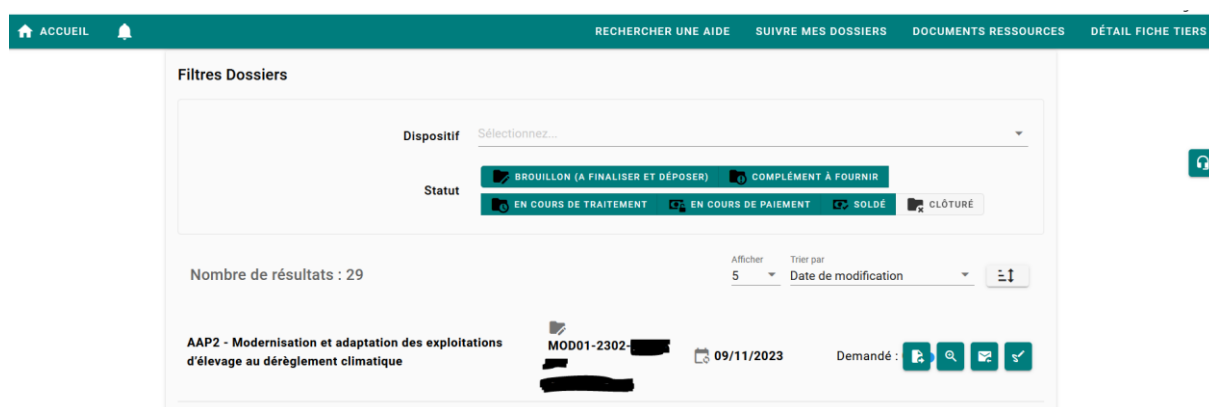 ACCUEIL
RECHERCHER UNE AIDE
SUIVRE MES DOSSIERS
DOCUMENTS RESSOURCES
DÉTAIL FICHE TIERS
Filtres Dossiers
Dispositif
Sélectionnez...
Statut
BROUILLON (A FINALISER ET DÉPOSER)
COMPLÉMENT À FOURNIR
EN COURS DE TRAITEMENT
EN COURS DE PAIEMENT
SOLDÉ
CLÔTURÉ
Nombre de résultats : 29
Afficher
5
Trier par
Date de modification
AAP2 - Modernisation et adaptation des exploitations
d'élevage au dérèglement climatique
MOD01-2302-
09/11/2023
Demandé :